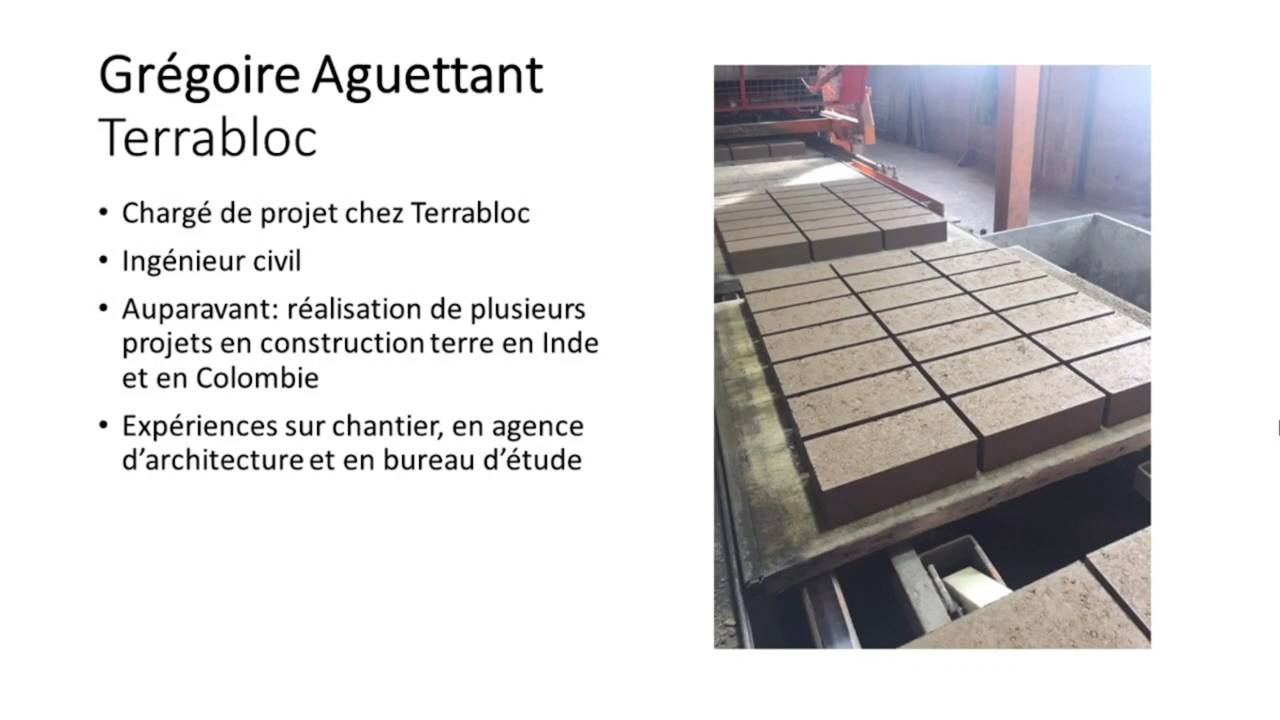 Grégoire Aguettant
Terrabloc
• Chargé de projet chez Terrabloc
• Ingénieur civil
• Auparavant: réalisation de plusieurs
projets en construction terre en Inde
et en Colombie
• Expériences sur chantier, en agence
d’architecture et en bureau d’étude